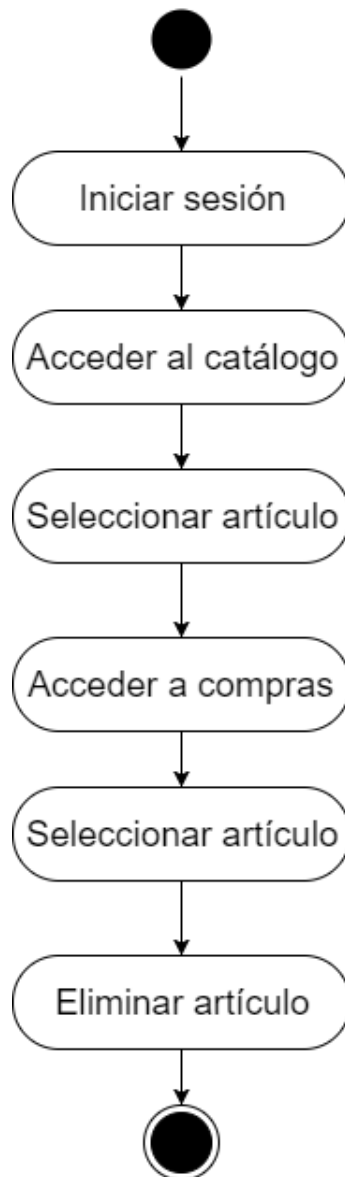 Iniciar sesión
Acceder al catálogo
Seleccionar artículo
Acceder a compras
Seleccionar artículo
Eliminar artículo